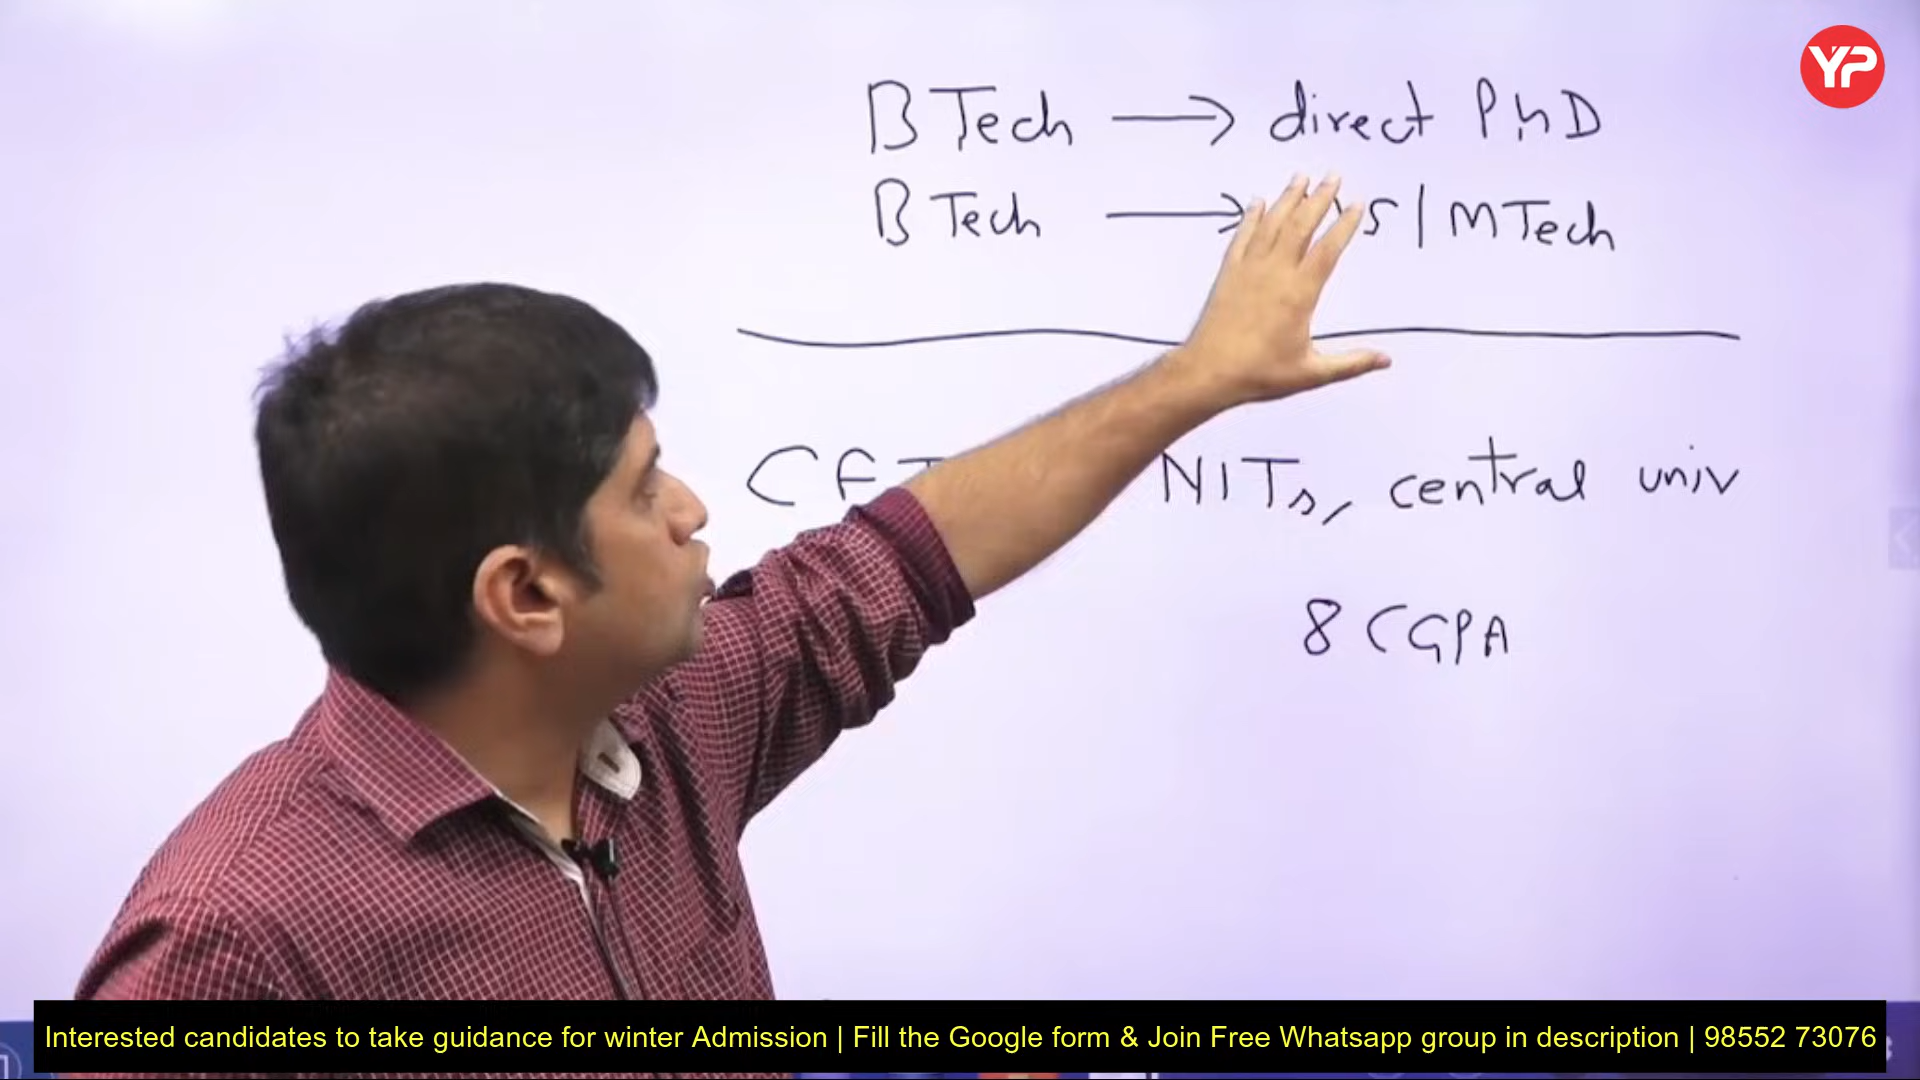 YP
BTech → direct PhD
BTech → S | MTech
NITs, central univ
8 CGPA
Interested candidates to take guidance for winter Admission | Fill the Google form & Join Free Whatsapp group in description | 98552 73076